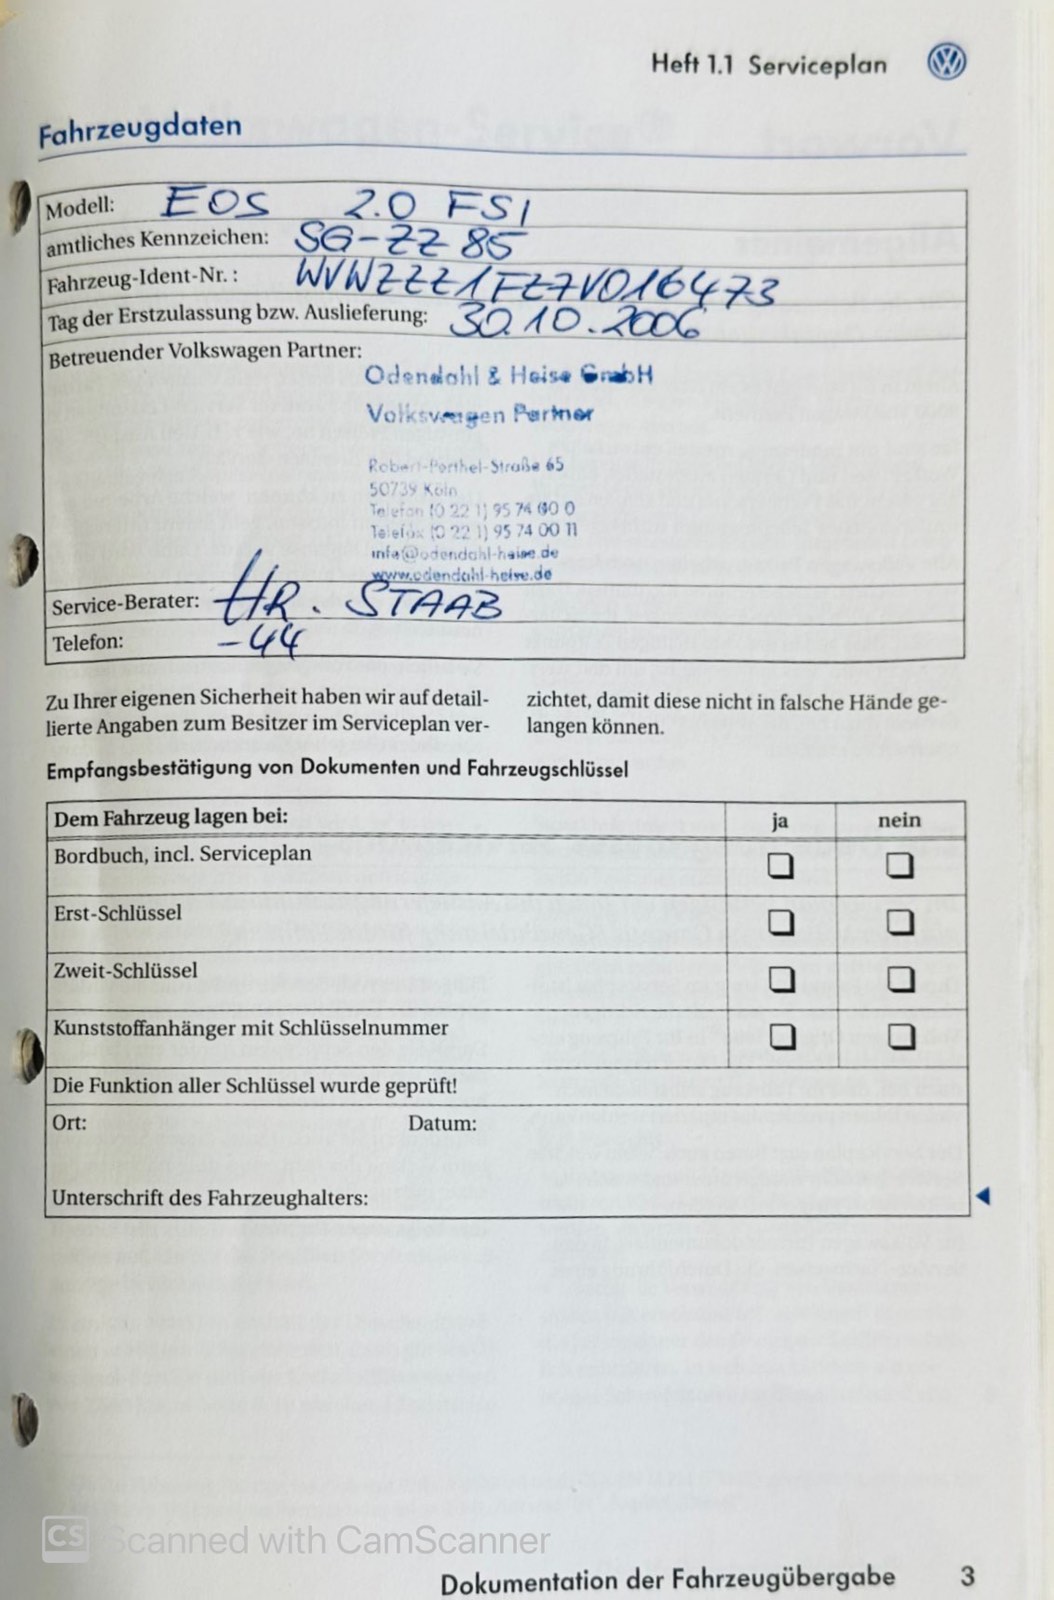 Heft 1.1 Serviceplan
Fahrzeugdaten
Modell: EOS 2.0 FSI
amtliches Kennzeichen: SG-ZZ 85
Fahrzeug-Ident-Nr.: WVWZZZ1FZ7V016473
Tag der Erstzulassung bzw. Auslieferung: 30.10.2006
Betreuender Volkswagen Partner:
Odendahl & Heise GmbH
Volkswagen Partner
Robert-Perthel-Straße 65
50739 Köln
Telefon (0 22 1) 95 74 00 0
Telefax (0 22 1) 95 74 00 11
info@odendahl-heise.de
www.odendahl-heise.de
Service-Berater: HR. STAAB
Telefon: -44
Zu Ihrer eigenen Sicherheit haben wir auf detail-
lierte Angaben zum Besitzer im Serviceplan ver-
zichtet, damit diese nicht in falsche Hände ge-
langen können.
Empfangsbestätigung von Dokumenten und Fahrzeugschlüssel
Dem Fahrzeug lagen bei: ja nein
Bordbuch, incl. Serviceplan
Erst-Schlüssel
Zweit-Schlüssel
Kunststoffanhänger mit Schlüsselnummer
Die Funktion aller Schlüssel wurde geprüft!
Ort: Datum:
Unterschrift des Fahrzeughalters:
CS Scanned with CamScanner
Dokumentation der Fahrzeugübergabe 3